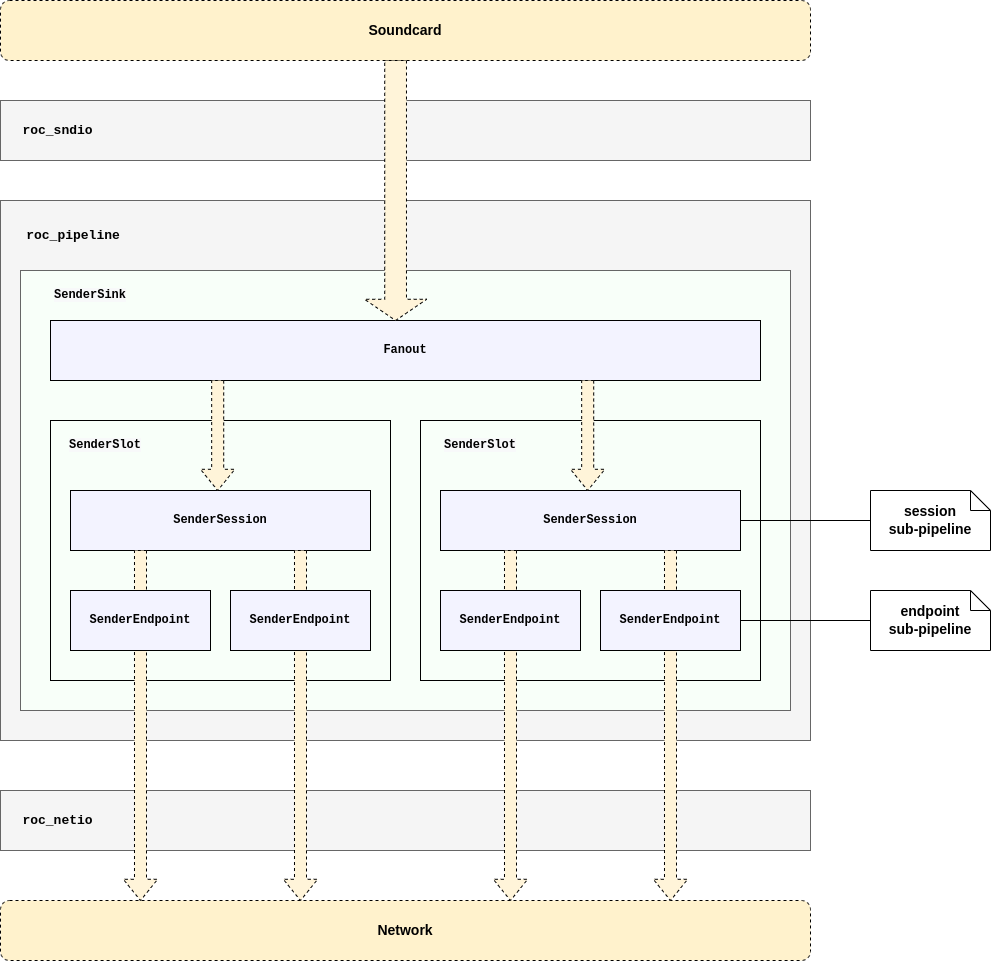 Soundcard
roc_sndio
roc_pipeline
SenderSink
Fanout
SenderSlot
SenderSlot
SenderSession
SenderSession
session
sub-pipeline
SenderEndpoint
SenderEndpoint
SenderEndpoint
SenderEndpoint
endpoint
sub-pipeline
roc_netio
Network